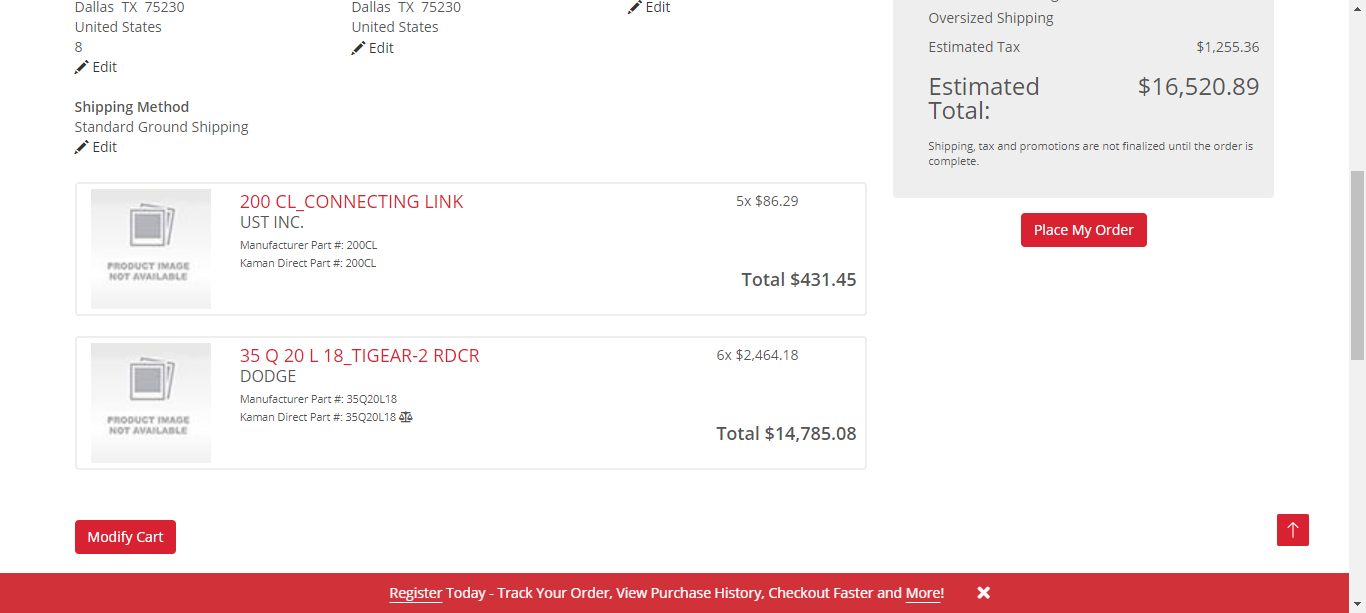 Dallas TX 75230
United States
8
Edit
Dallas TX 75230
United States
Edit
Edit
Shipping Method
Standard Ground Shipping
Edit
PRODUCT IMAGE
NOT AVAILABLE
200 CL_CONNECTING LINK
UST INC.
Manufacturer Part #: 200CL
Kaman Direct Part #: 200CL
5x $86.29
Total $431.45
PRODUCT IMAGE
NOT AVAILABLE
35 Q 20 L 18_TIGEAR-2 RDCR
DODGE
Manufacturer Part #: 35Q20L18
Kaman Direct Part #: 35Q20L18
6x $2,464.18
Total $14,785.08
Modify Cart
Oversized Shipping
Estimated Tax $1,255.36
Estimated $16,520.89
Total:
Shipping, tax and promotions are not finalized until the order is
complete.
Place My Order
Register Today - Track Your Order, View Purchase History, Checkout Faster and More!